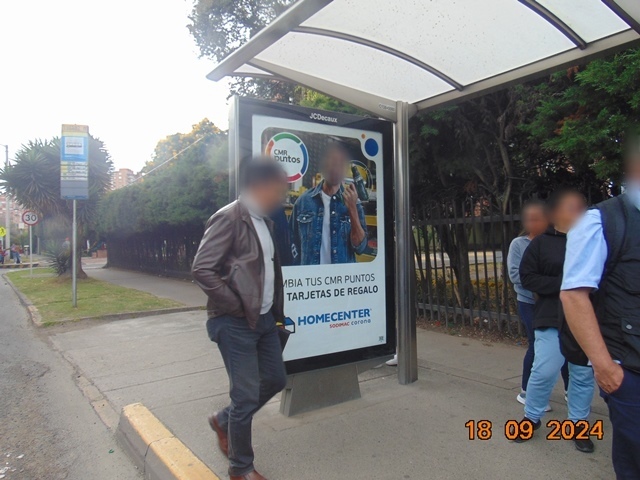 JCDecaux
CMR
puntos
MBIA TUS CMR PUNTOS
TARJETAS DE REGALO
HOMECENTER
SODIMAC corona
30
18 09 2024